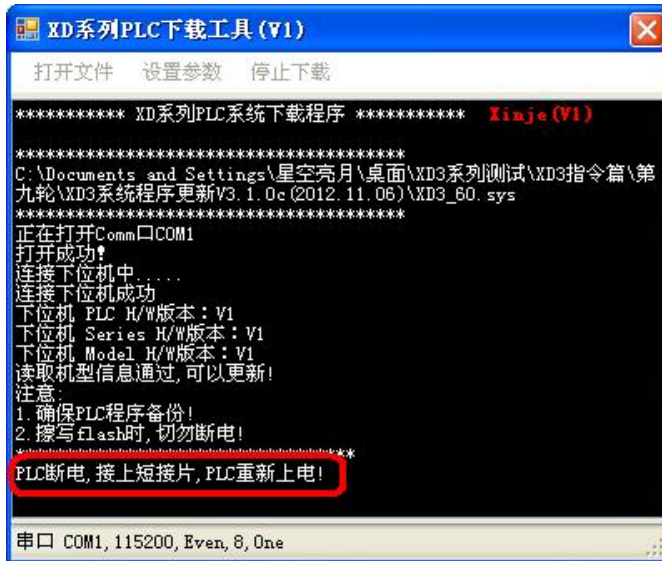 XD系列PLC下载工具(V1)
打开文件 设置参数 停止下载
*********** XD系列PLC系统下载程序 *********** Xinje(V1)
***************************************
C:\Documents and Settings\星空亮月\桌面\XD3系列测试\XD3指令篇\第
九轮\XD3系统程序更新V3.1.0c(2012.11.06)\XD3_60.sys
***************************************
正在打开Comm口COM1
打开成功!
连接下位机中.....
连接下位机成功
下位机 PLC H/W版本：V1
下位机 Series H/W版本：V1
下位机 Model H/W版本：V1
读取机型信息通过,可以更新!
注意:
1.确保PLC程序备份!
2.擦写flash时,切勿断电!
**********************************
PLC断电,接上短接片,PLC重新上电!
串口 COM1,115200,Even,8,One